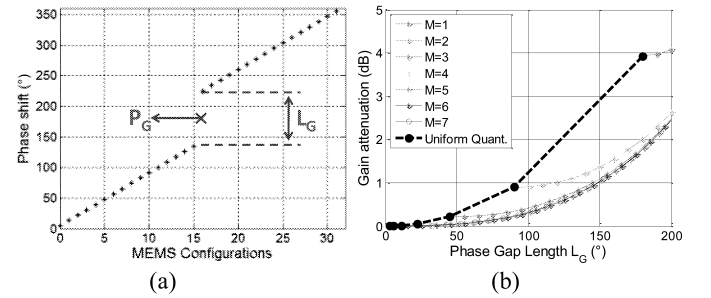 350
300
250
200
150
100
50
0
Phase shift (°)
P_G
L_G
0 5 10 15 20 25 30
MEMS Configurations
(a)
5
4
3
2
1
0
Gain attenuation (dB)
M=1
M=2
M=3
M=4
M=5
M=6
M=7
Uniform Quant.
50 100 150 200
Phase Gap Length L_G (°)
(b)